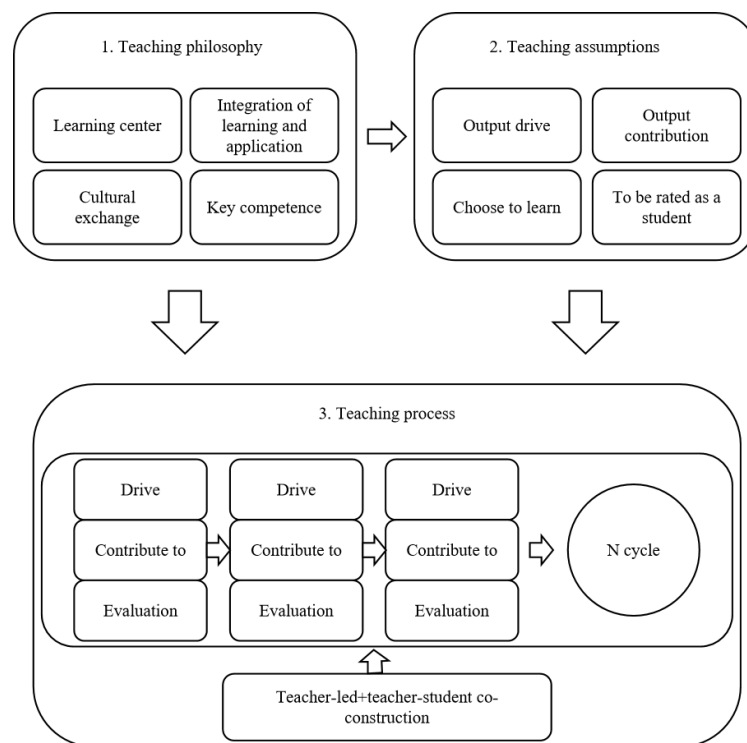 1. Teaching philosophy
Learning center
Integration of
learning and
application
Cultural
exchange
Key competence
2. Teaching assumptions
Output drive
Output
contribution
Choose to learn
To be rated as a
student
3. Teaching process
Drive
Drive
Drive
Contribute to
Contribute to
Contribute to
Evaluation
Evaluation
Evaluation
N cycle
Teacher-led+teacher-student co-
construction